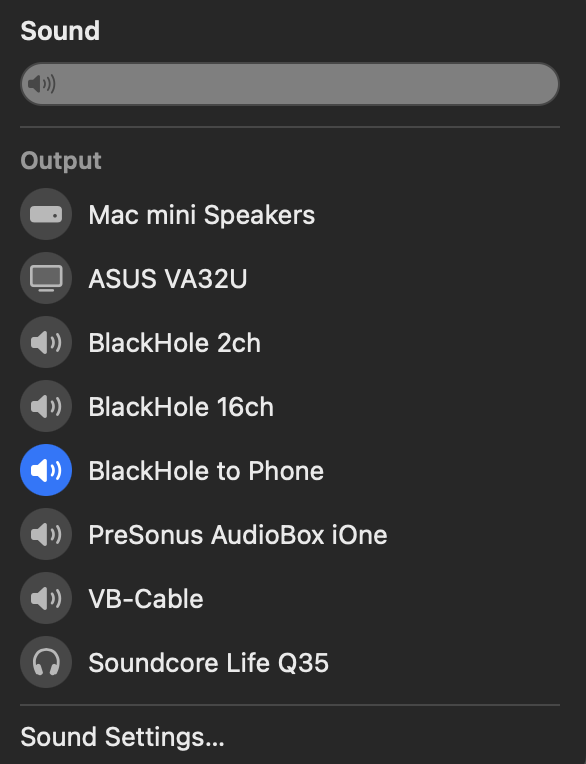 Sound
Output
Mac mini Speakers
ASUS VA32U
BlackHole 2ch
BlackHole 16ch
BlackHole to Phone
PreSonus AudioBox iOne
VB-Cable
Soundcore Life Q35
Sound Settings...